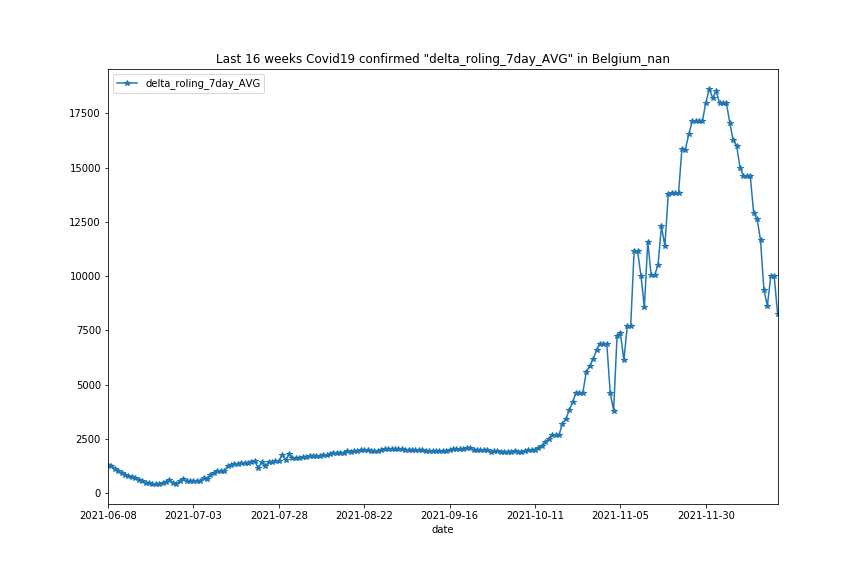 Last 16 weeks Covid19 confirmed "delta_roling_7day_AVG" in Belgium_nan
delta_roling_7day_AVG
17500
15000
12500
10000
7500
5000
2500
0
2021-06-08 2021-07-03 2021-07-28 2021-08-22 2021-09-16 2021-10-11 2021-11-05 2021-11-30
date